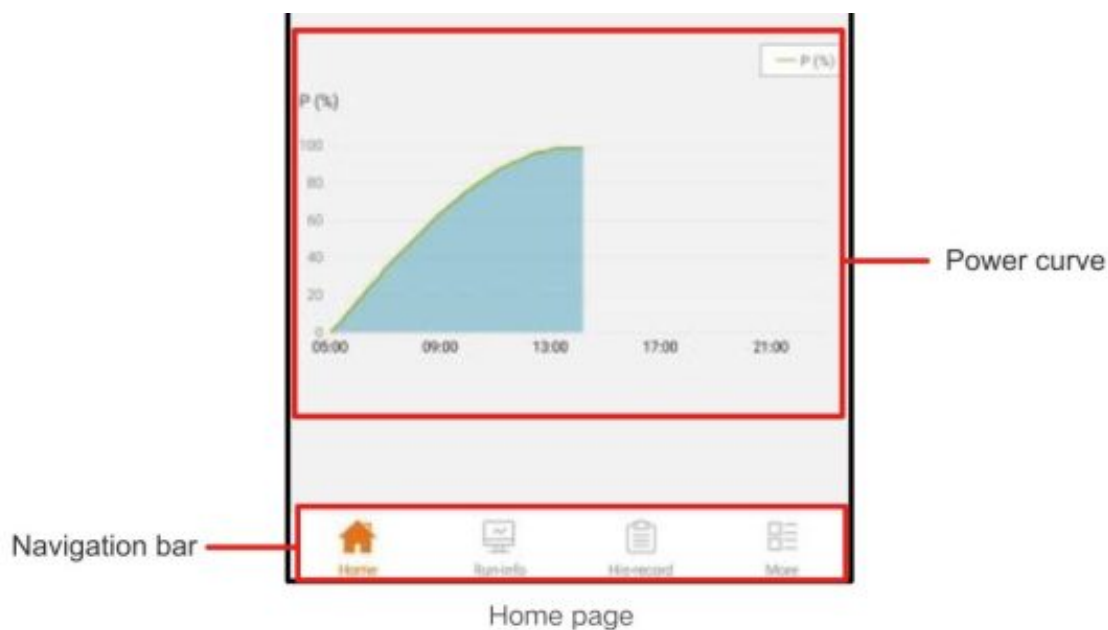 P (%)
P (%)
100
80
60
40
20
0
05:00 09:00 13:00 17:00 21:00
Power curve
Navigation bar
Home Run-info His-record More
Home page